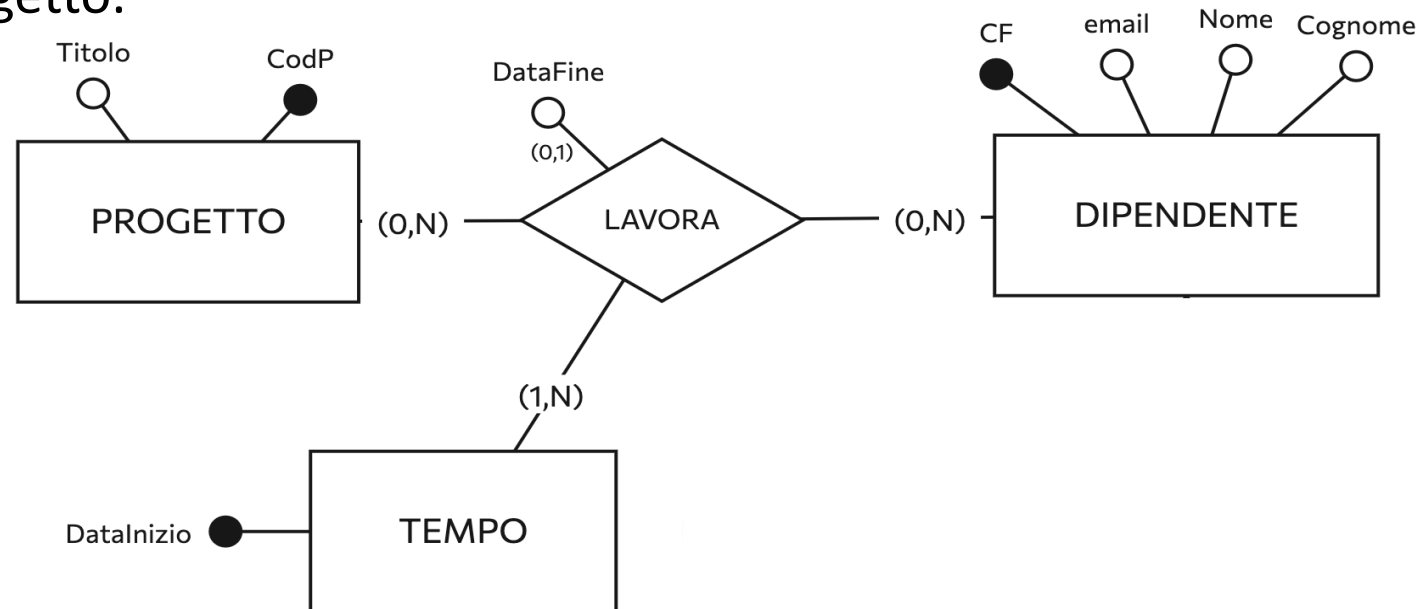 Titolo
CodP
DataFine
(0,1)
CF
email
Nome
Cognome
PROGETTO
(0,N)
LAVORA
(0,N)
DIPENDENTE
(1,N)
DataInizio
TEMPO